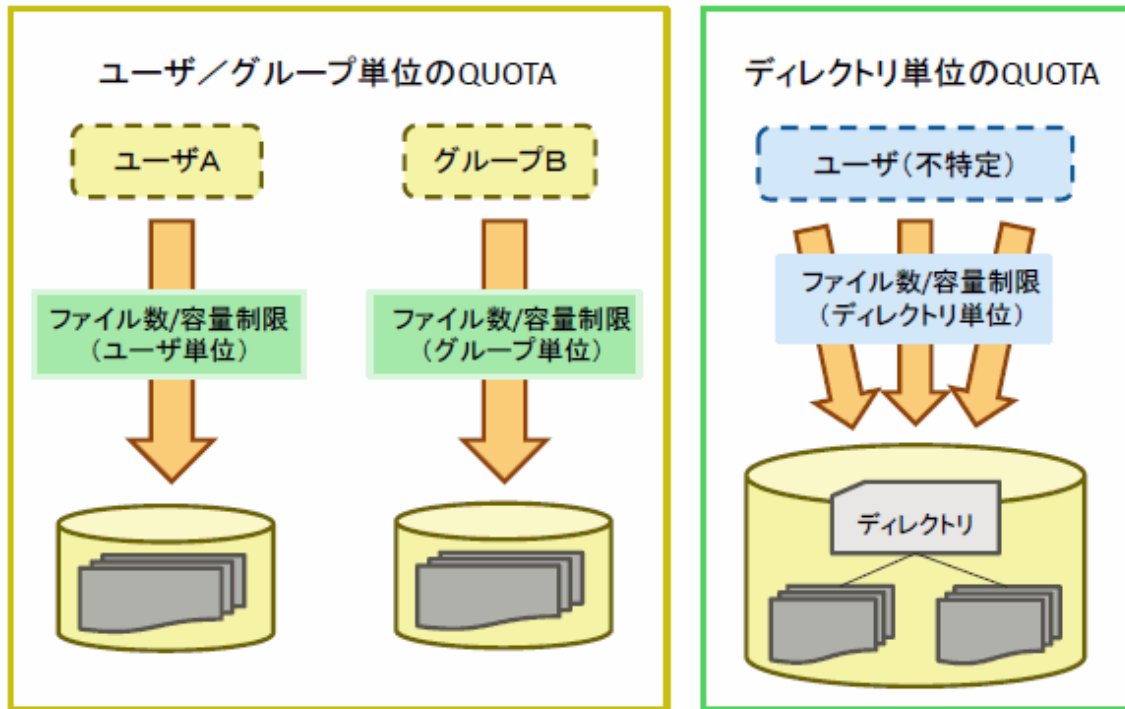 ユーザ／グループ単位のQUOTA
ユーザA
グループB
ファイル数/容量制限
（ユーザ単位）
ファイル数/容量制限
（グループ単位）
ディレクトリ単位のQUOTA
ユーザ（不特定）
ファイル数/容量制限
（ディレクトリ単位）
ディレクトリ